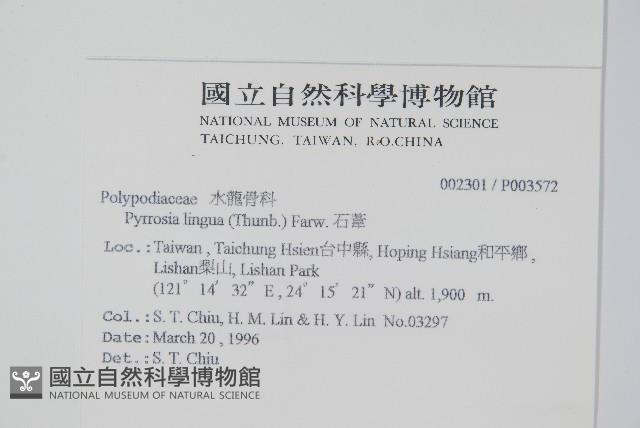 國立自然科學博物館
NATIONAL MUSEUM OF NATURAL SCIENCE
TAICHUNG. TAIWAN, R.O.CHINA
002301 / P003572
Polypodiaceae 水龍骨科
Pyrrosia lingua (Thunb.) Farw. 石葦
Loc.:Taiwan , Taichung Hsien台中縣, Hoping Hsiang和平鄉 ,
Lishan梨山, Lishan Park
(121° 14' 32" E , 24° 15' 21" N) alt. 1,900 m.
Col.: S. T. Chiu, H. M. Lin & H. Y. Lin No.03297
Date: March 20 , 1996
Det.: S. T. Chiu
國立自然科學博物館
NATIONAL MUSEUM OF NATURAL SCIENCE